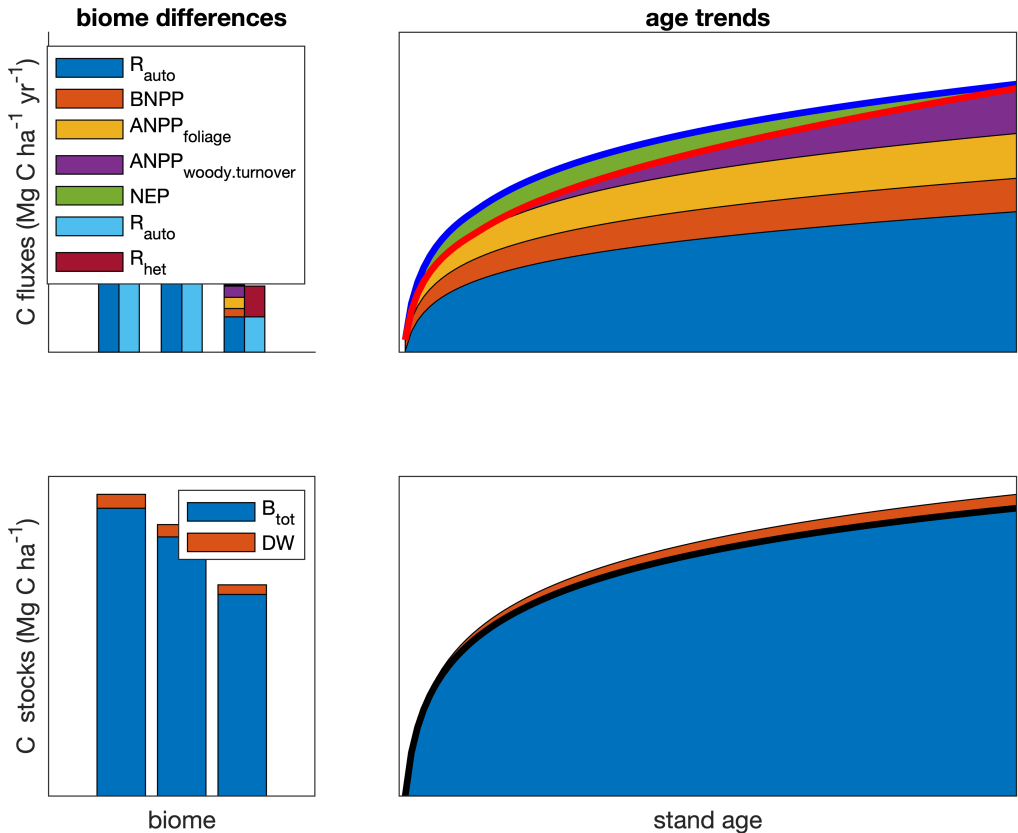 biome differences
age trends
C fluxes (Mg C ha⁻¹ yr⁻¹)
R_auto
BNPP
ANPP_foliage
ANPP_woody.turnover
NEP
R_auto
R_het
C stocks (Mg C ha⁻¹)
B_tot
DW
biome
stand age